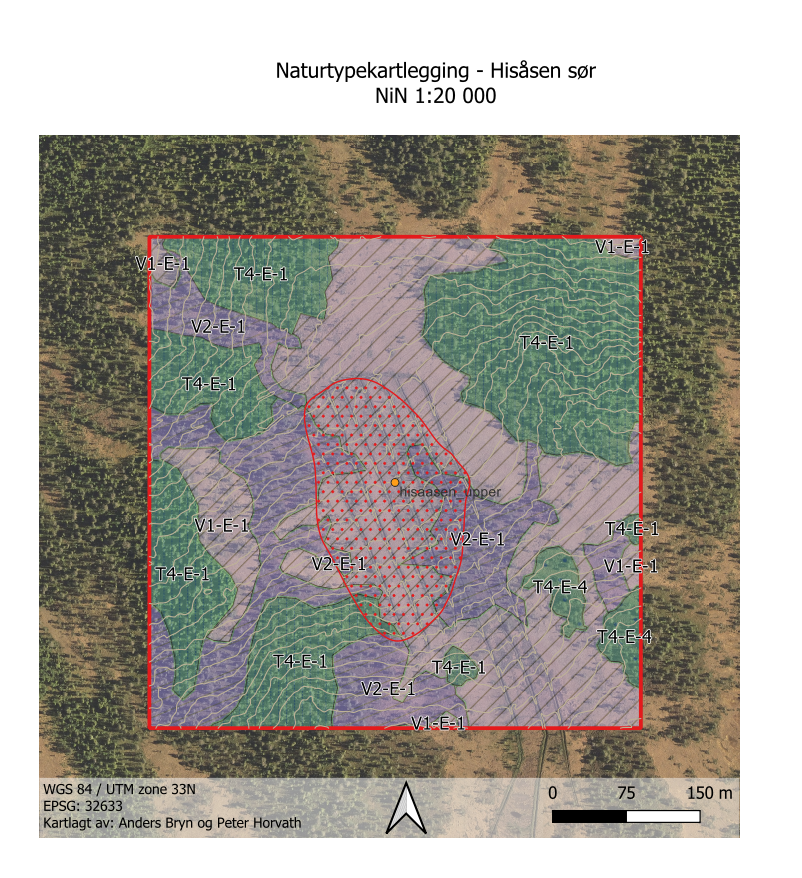 Naturtypekartlegging - Hisåsen sør
NiN 1:20 000
V1-E-1
V1-E-1
T4-E-1
V2-E-1
T4-E-1
T4-E-1
hisaasen_upper
V1-E-1
T4-E-1
V2-E-1
V2-E-1
V1-E-1
T4-E-1
T4-E-4
T4-E-4
T4-E-1
T4-E-1
V2-E-1
V1-E-1
WGS 84 / UTM zone 33N
EPSG: 32633
Kartlagt av: Anders Bryn og Peter Horvath
0 75 150 m